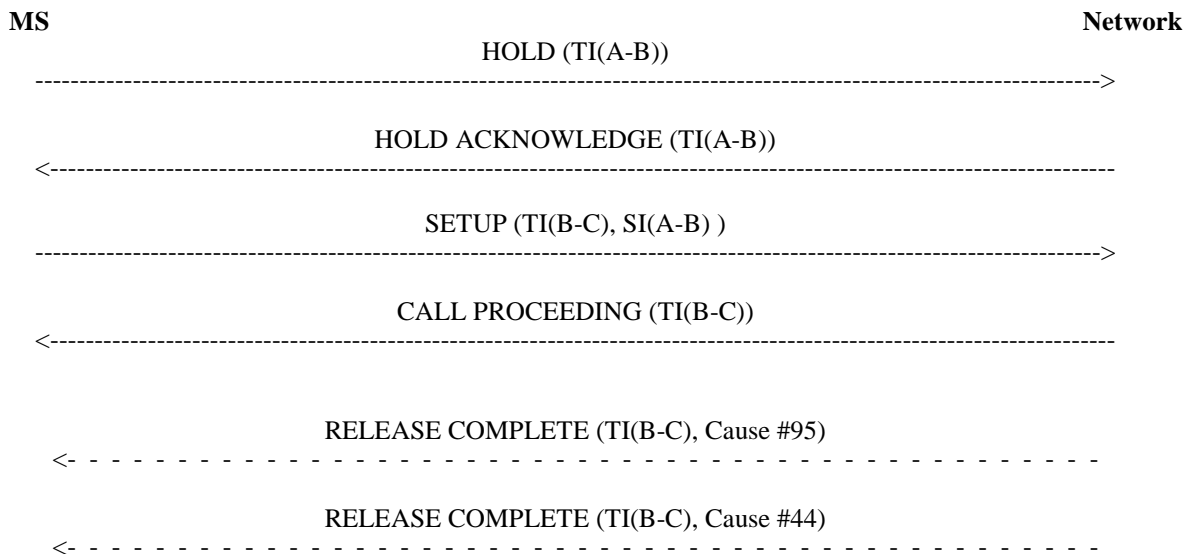 MS Network
HOLD (TI(A-B))
HOLD ACKNOWLEDGE (TI(A-B))
SETUP (TI(B-C), SI(A-B) )
CALL PROCEEDING (TI(B-C))
RELEASE COMPLETE (TI(B-C), Cause #95)
RELEASE COMPLETE (TI(B-C), Cause #44)